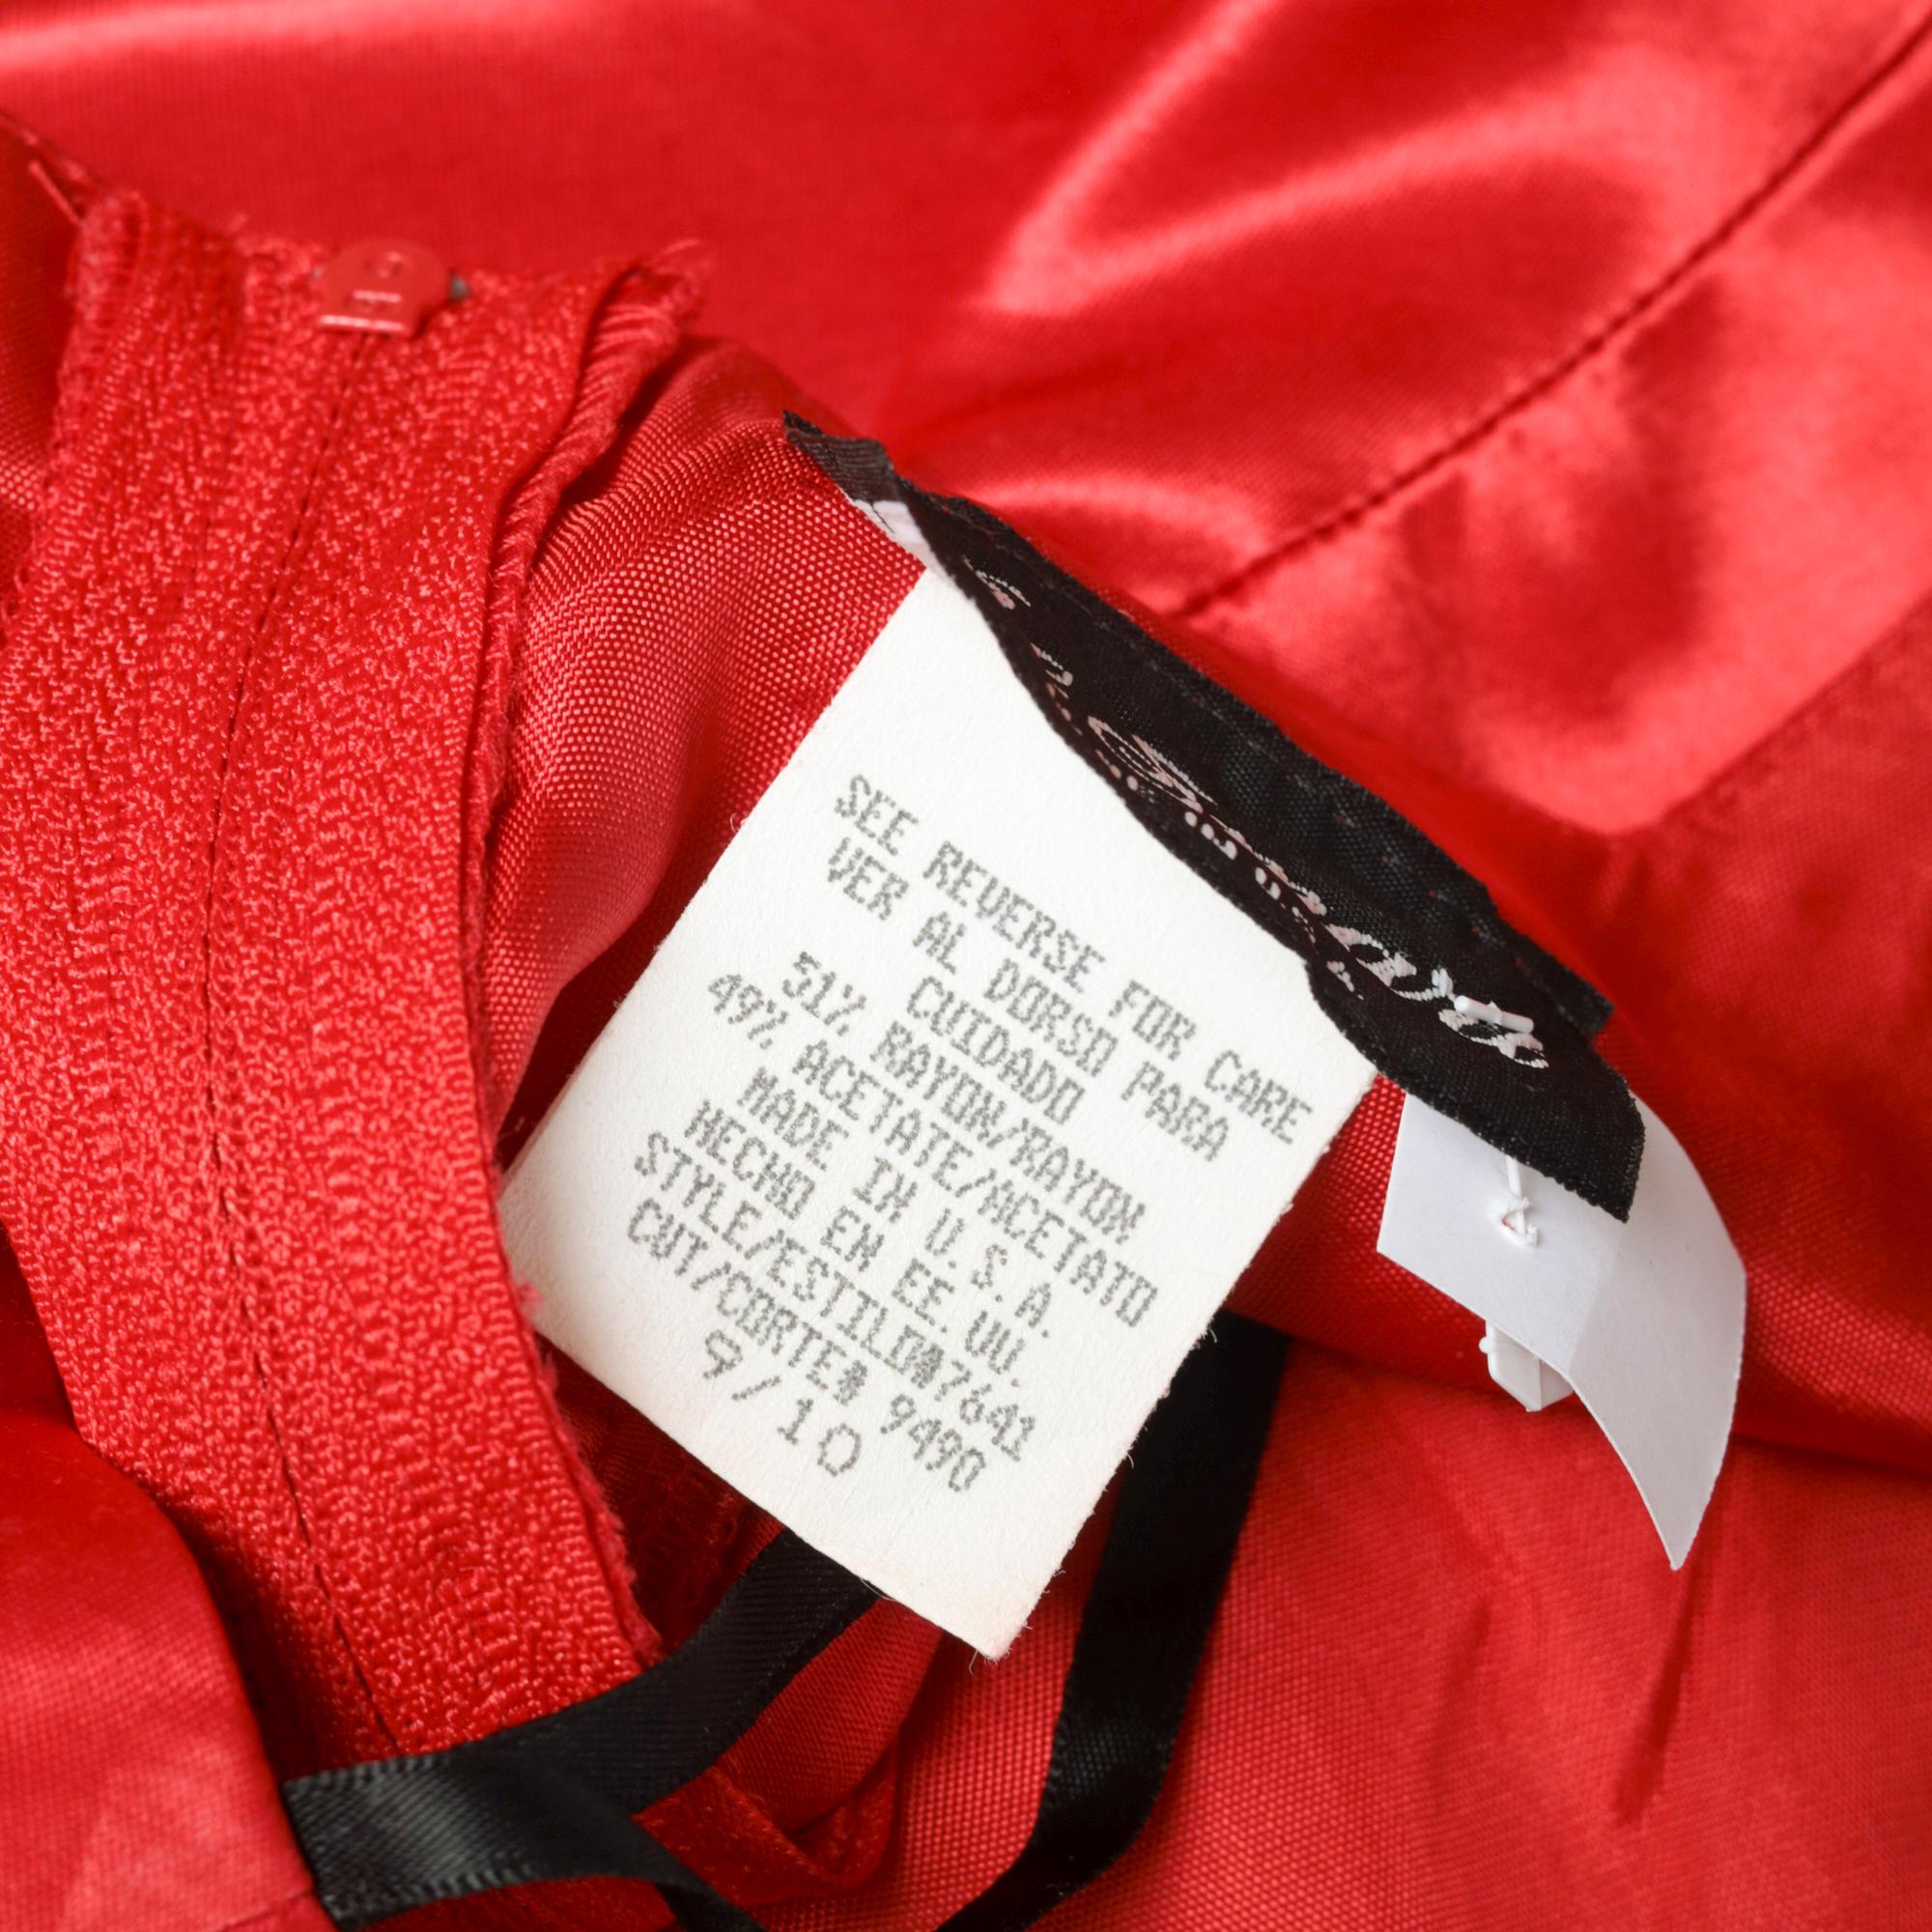 SEE REVERSE FOR CARE
VER AL DORSO PARA
CUIDADO
51% RAYON/RAYON
49% ACETATE/ACETATO
MADE IN U.S.A.
HECHO EN EE.UU.
STYLE/ESTILO#7641
CUT/CORTE# 9490
9/10